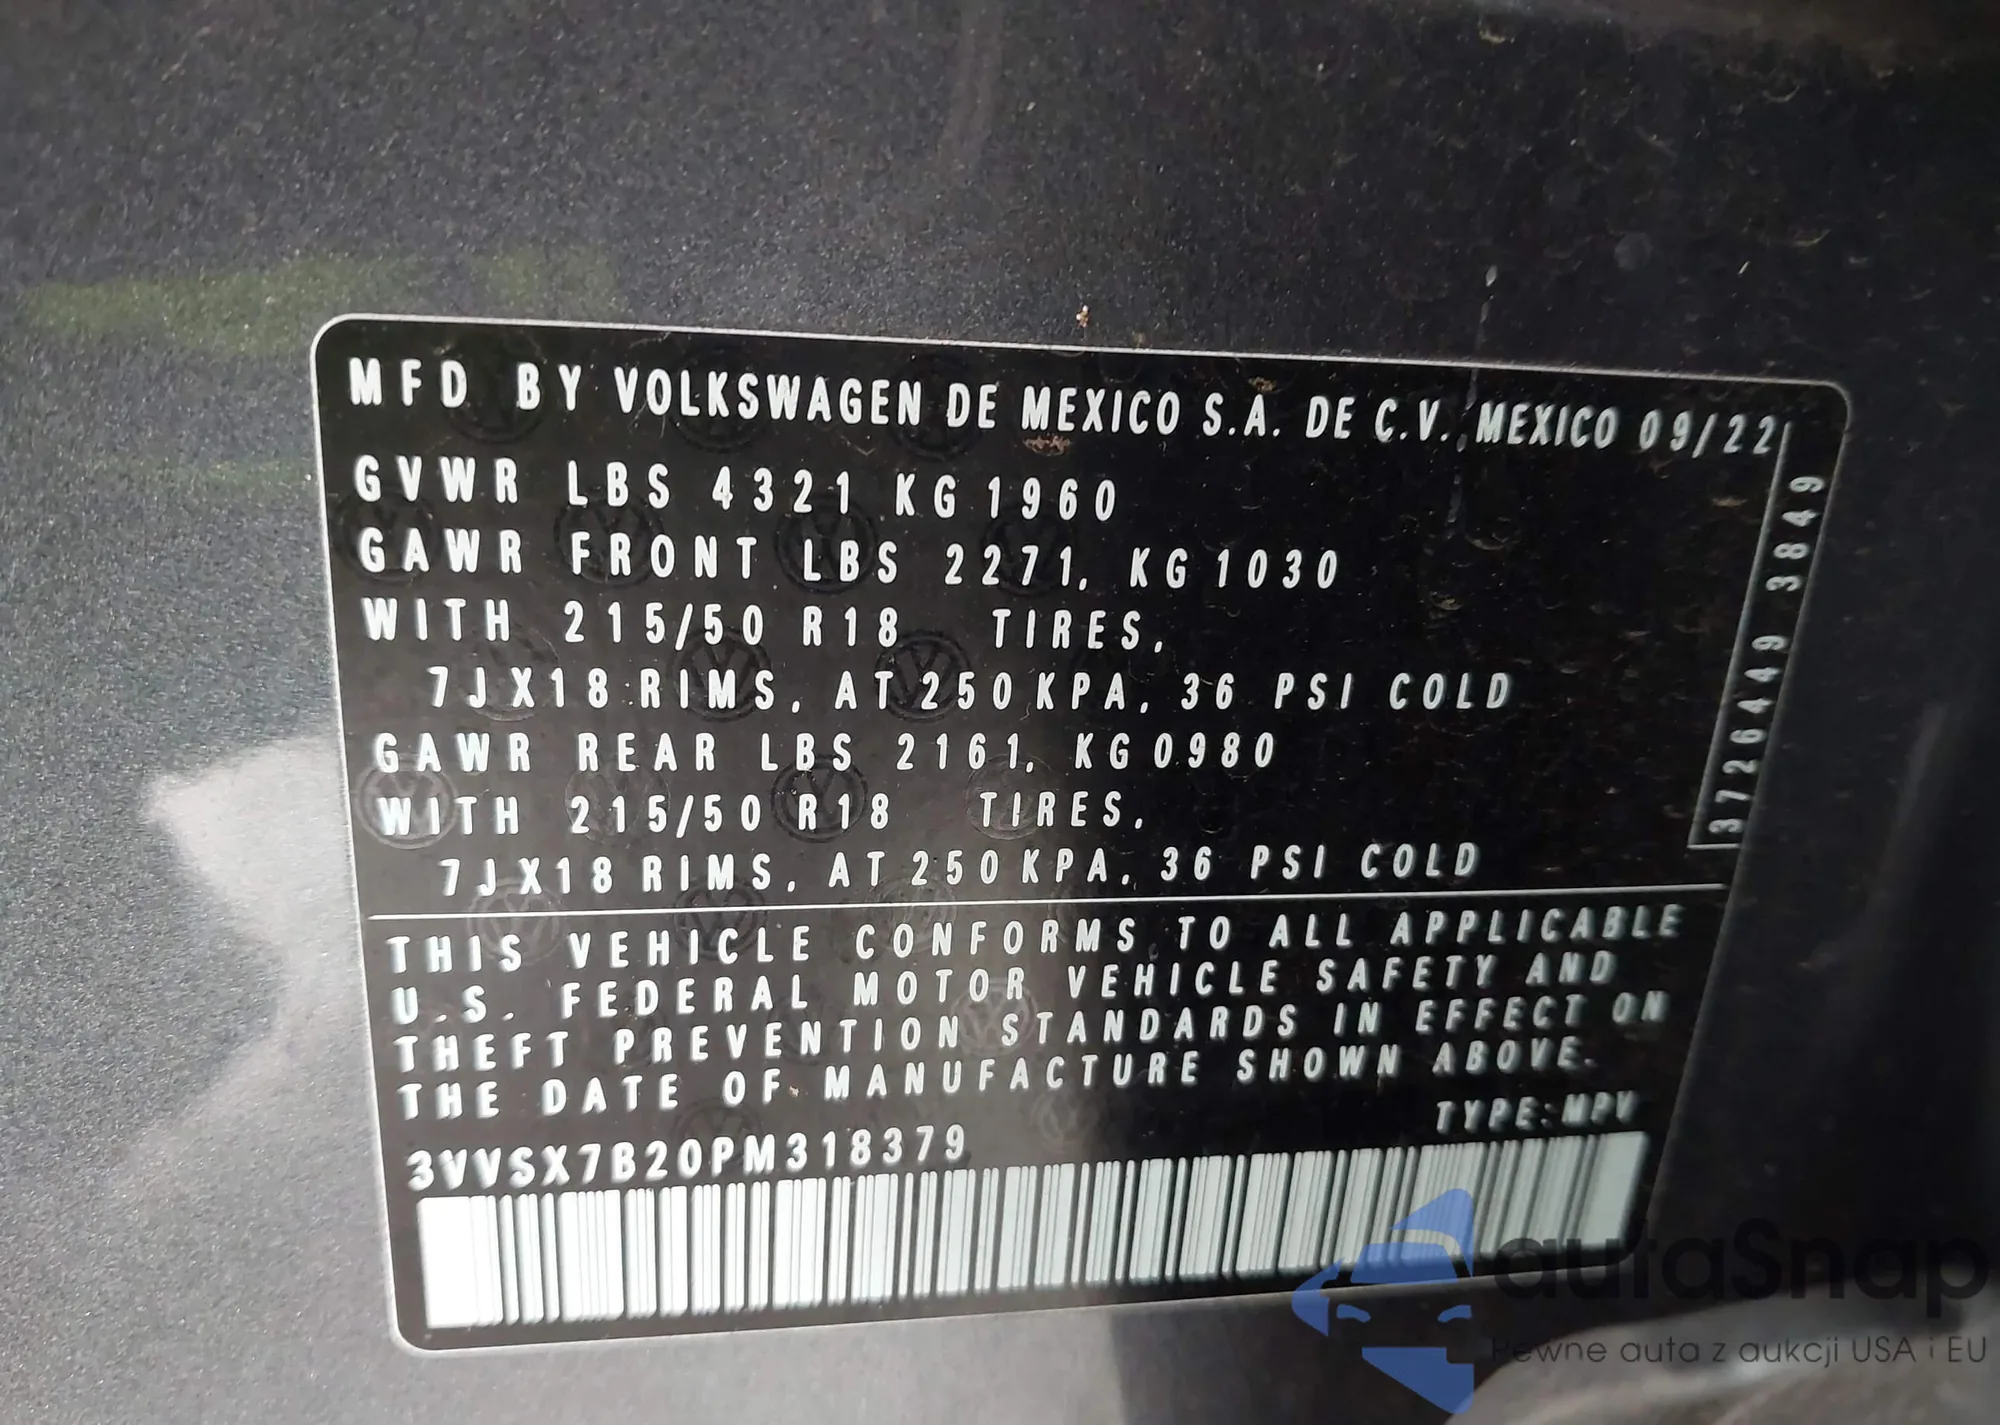 MFD BY VOLKSWAGEN DE MEXICO S.A. DE C.V., MEXICO 09/22
GVWR LBS 4321 KG 1960
GAWR FRONT LBS 2271, KG 1030
WITH 215/50 R18 TIRES,
7JX18 RIMS, AT 250 KPA, 36 PSI COLD
GAWR REAR LBS 2161, KG 0980
WITH 215/50 R18 TIRES,
7JX18 RIMS, AT 250 KPA, 36 PSI COLD
3726449 3849
THIS VEHICLE CONFORMS TO ALL APPLICABLE
U.S. FEDERAL MOTOR VEHICLE SAFETY AND
THEFT PREVENTION STANDARDS IN EFFECT ON
THE DATE OF MANUFACTURE SHOWN ABOVE.
TYPE: MPV
3VVSX7B20PM318379
autaSnap
Pewne auta z aukcji USA i EU